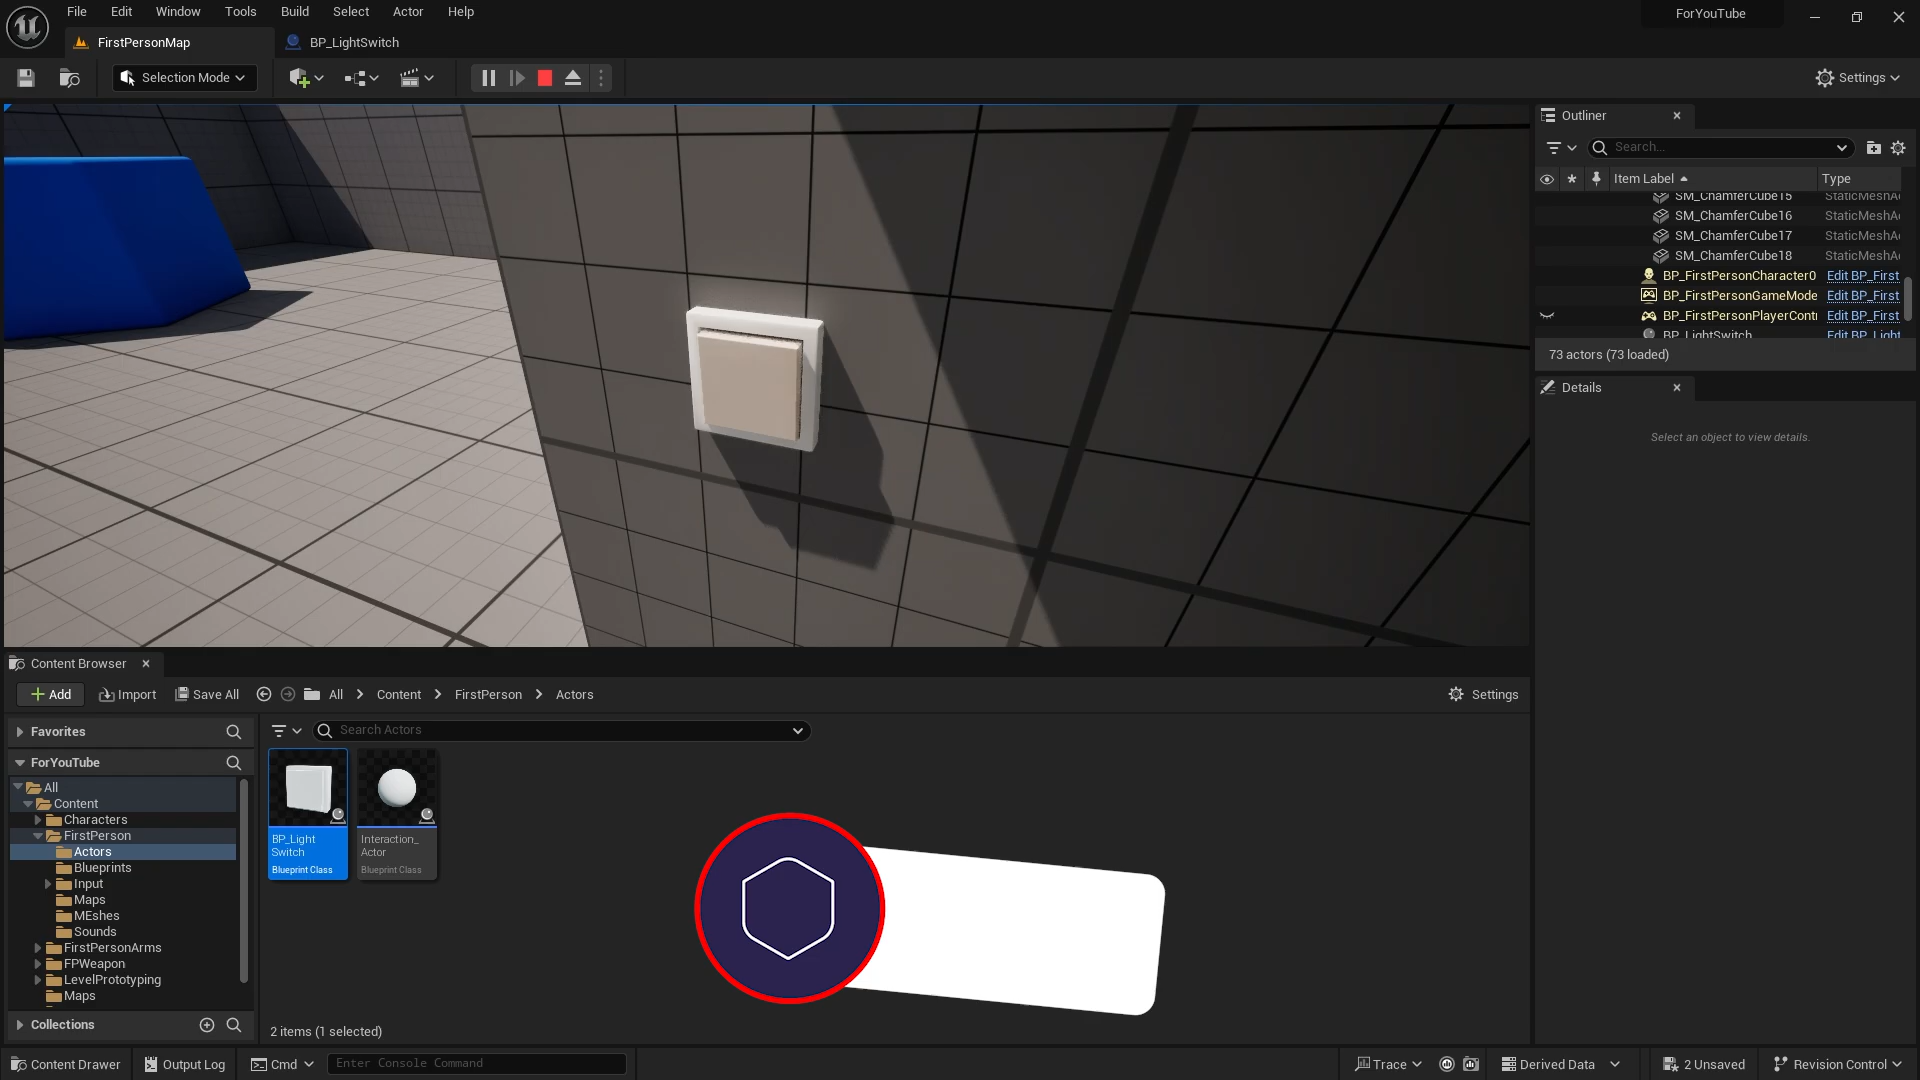 File Edit Window Tools Build Select Actor Help
ForYouTube
FirstPersonMap
BP_LightSwitch
Selection Mode
Settings
Outliner
Search...
Item Label
Type
SM_ChamferCube15 StaticMeshA
SM_ChamferCube16 StaticMeshA
SM_ChamferCube17 StaticMeshA
SM_ChamferCube18 StaticMeshA
BP_FirstPersonCharacter0 Edit BP_First
BP_FirstPersonGameMode Edit BP_First
BP_FirstPersonPlayerContr Edit BP_First
BP_LightSwitch Edit BP_Light
73 actors (73 loaded)
Details
Select an object to view details.
Content Browser
Add Import Save All All Content FirstPerson Actors Settings
Favorites
Search Actors
ForYouTube
All
Content
Characters
FirstPerson
Actors
Blueprints
Input
Maps
MEshes
Sounds
FirstPersonArms
FPWeapon
LevelPrototyping
Maps
Collections
BP_Light
Switch
Blueprint Class
Interaction_
Actor
Blueprint Class
2 items (1 selected)
Content Drawer Output Log Cmd Enter Console Command Trace Derived Data 2 Unsaved Revision Control